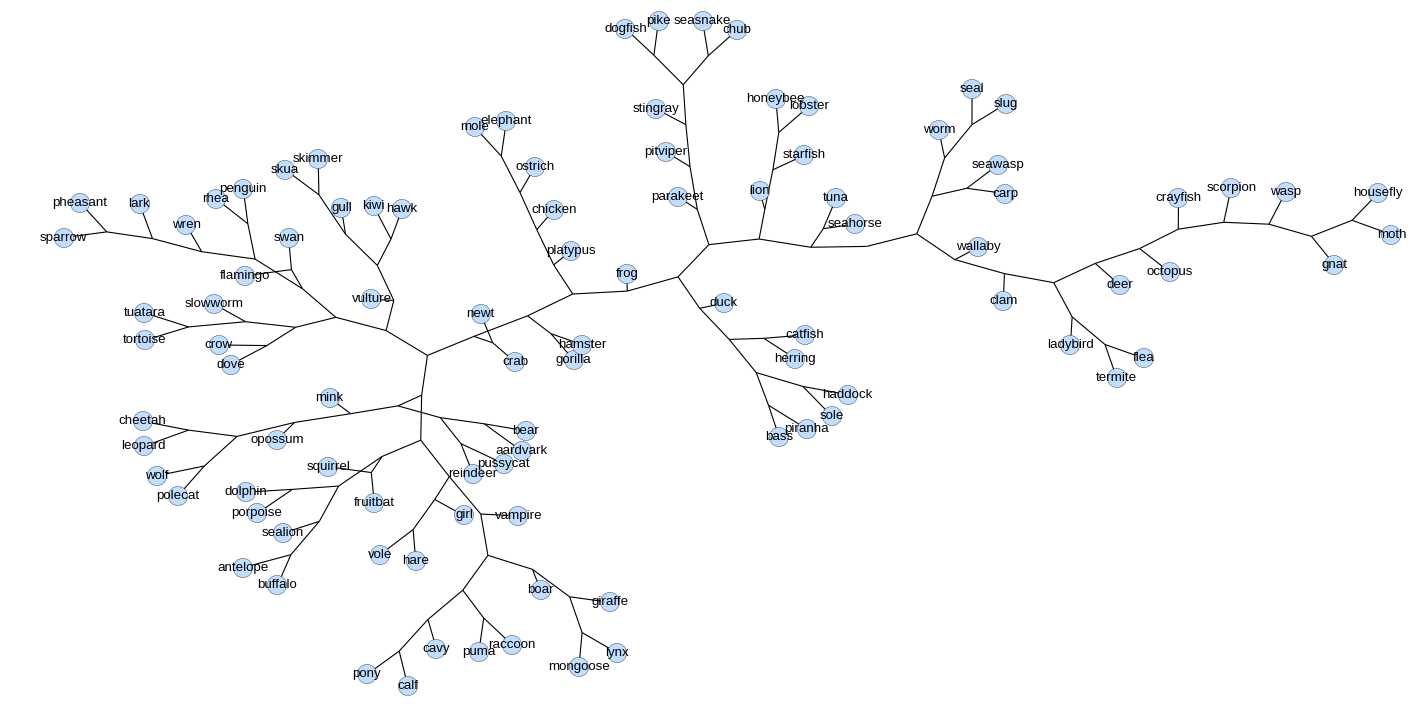 dogfish
pike
seasnake
chub
seal
slug
honeybee
lobster
stingray
mole
elephant
worm
pitviper
starfish
skua
skimmer
ostrich
seawasp
pheasant
lark
rhea
penguin
gull
kiwi
hawk
chicken
parakeet
lion
tuna
carp
crayfish
scorpion
wasp
housefly
sparrow
wren
swan
seahorse
moth
flamingo
platypus
wallaby
gnat
frog
octopus
deer
vulture
clam
slowworm
tuatara
newt
duck
tortoise
crow
dove
crab
hamster
gorilla
catfish
herring
ladybird
flea
termite
mink
haddock
sole
cheetah
leopard
opossum
bear
aardvark
bass
piranha
wolf
polecat
squirrel
reindeer
pussycat
dolphin
porpoise
fruitbat
girl
vampire
sealion
vole
hare
antelope
buffalo
boar
giraffe
cavy
puma
raccoon
mongoose
lynx
pony
calf